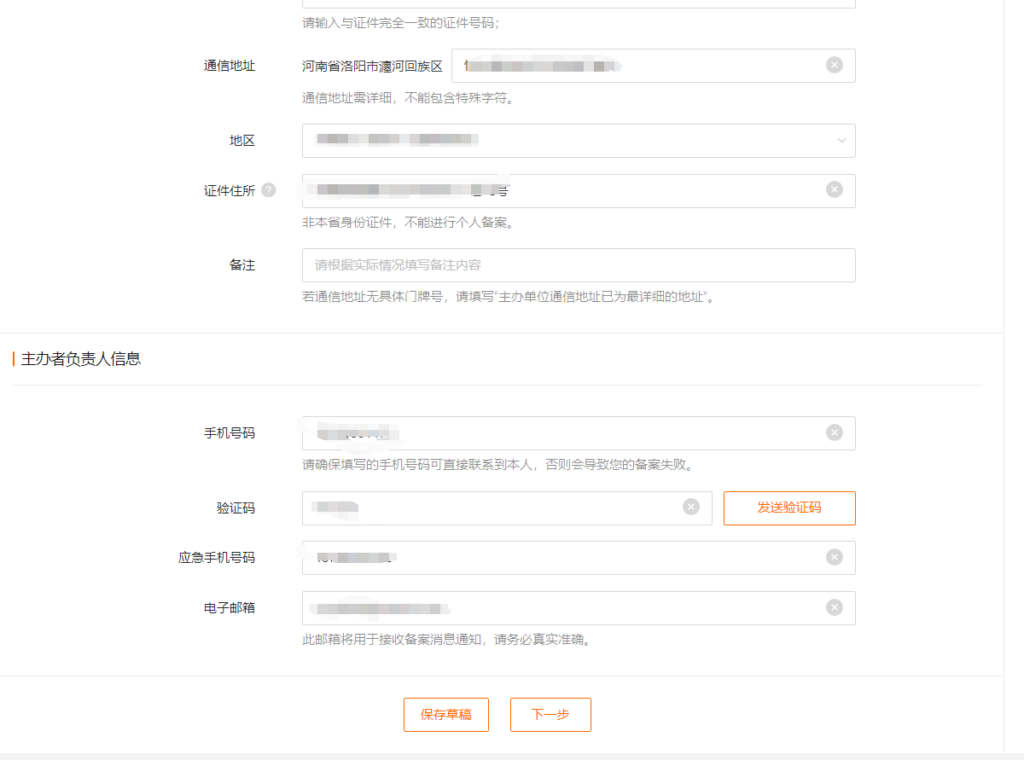 请输入与证件完全一致的证件号码；
通信地址 河南省洛阳市瀍河回族区
通信地址需详细，不能包含特殊字符。
地区
证件住所 ?
号
非本省身份证件，不能进行个人备案。
备注 请根据实际情况填写备注内容
若通信地址无具体门牌号，请填写"主办单位通信地址已为最详细的地址"。
主办者负责人信息
手机号码
请确保填写的手机号码可直接联系到本人，否则会导致您的备案失败。
验证码 发送验证码
应急手机号码
电子邮箱
此邮箱将用于接收备案消息通知，请务必真实准确。
保存草稿 下一步